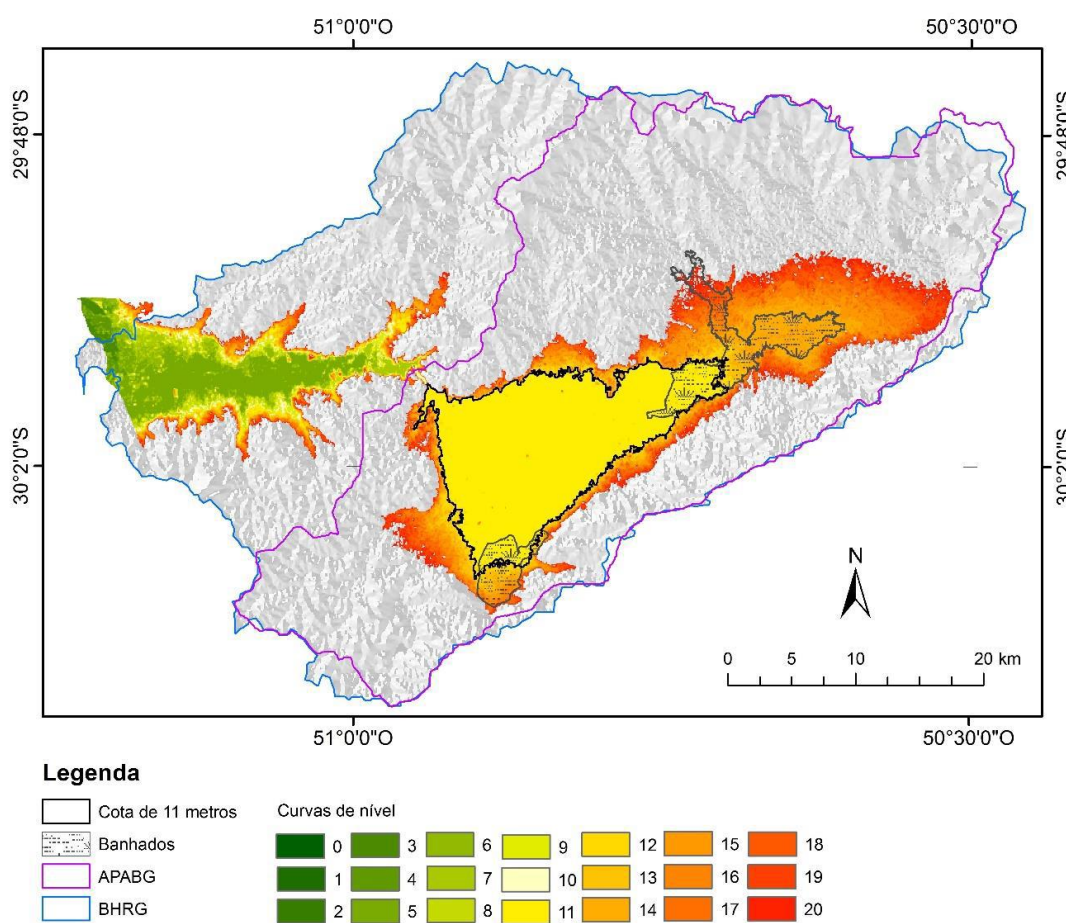 51°0'0"O 50°30'0"O
29°48'0"S 29°48'0"S
30°2'0"S 30°2'0"S
N
0 5 10 20 km
51°0'0"O 50°30'0"O
Legenda
Cota de 11 metros Curvas de nível
Banhados 0 3 6 9 12 15 18
APABG 1 4 7 10 13 16 19
BHRG 2 5 8 11 14 17 20